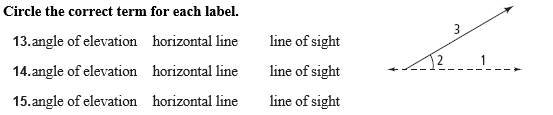 Circle the correct term for each label.
13. angle of elevation horizontal line line of sight
14. angle of elevation horizontal line line of sight
15. angle of elevation horizontal line line of sight
3
2 1